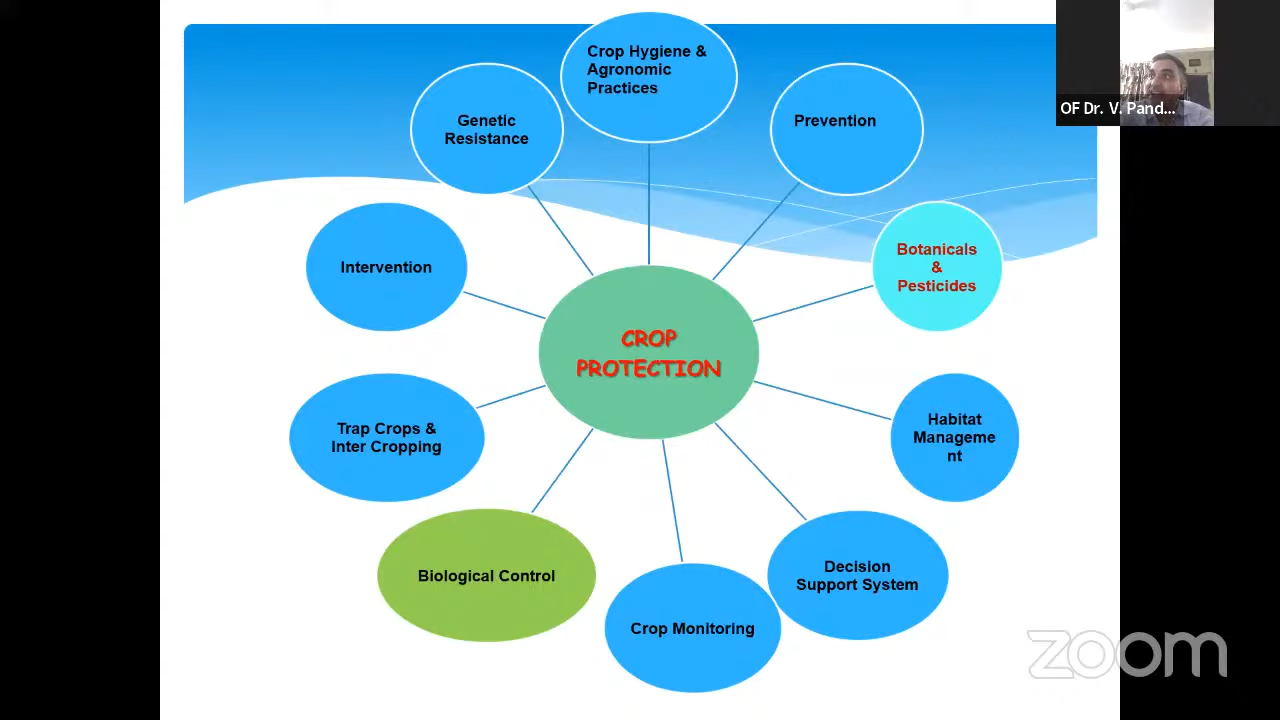 Crop Hygiene &
Agronomic
Practices
Genetic
Resistance
Prevention
OF Dr. V. Pand...
Botanicals
&
Pesticides
Intervention
CROP
PROTECTION
Habitat
Manageme
nt
Trap Crops &
Inter Cropping
Decision
Support System
Biological Control
Crop Monitoring
zoom